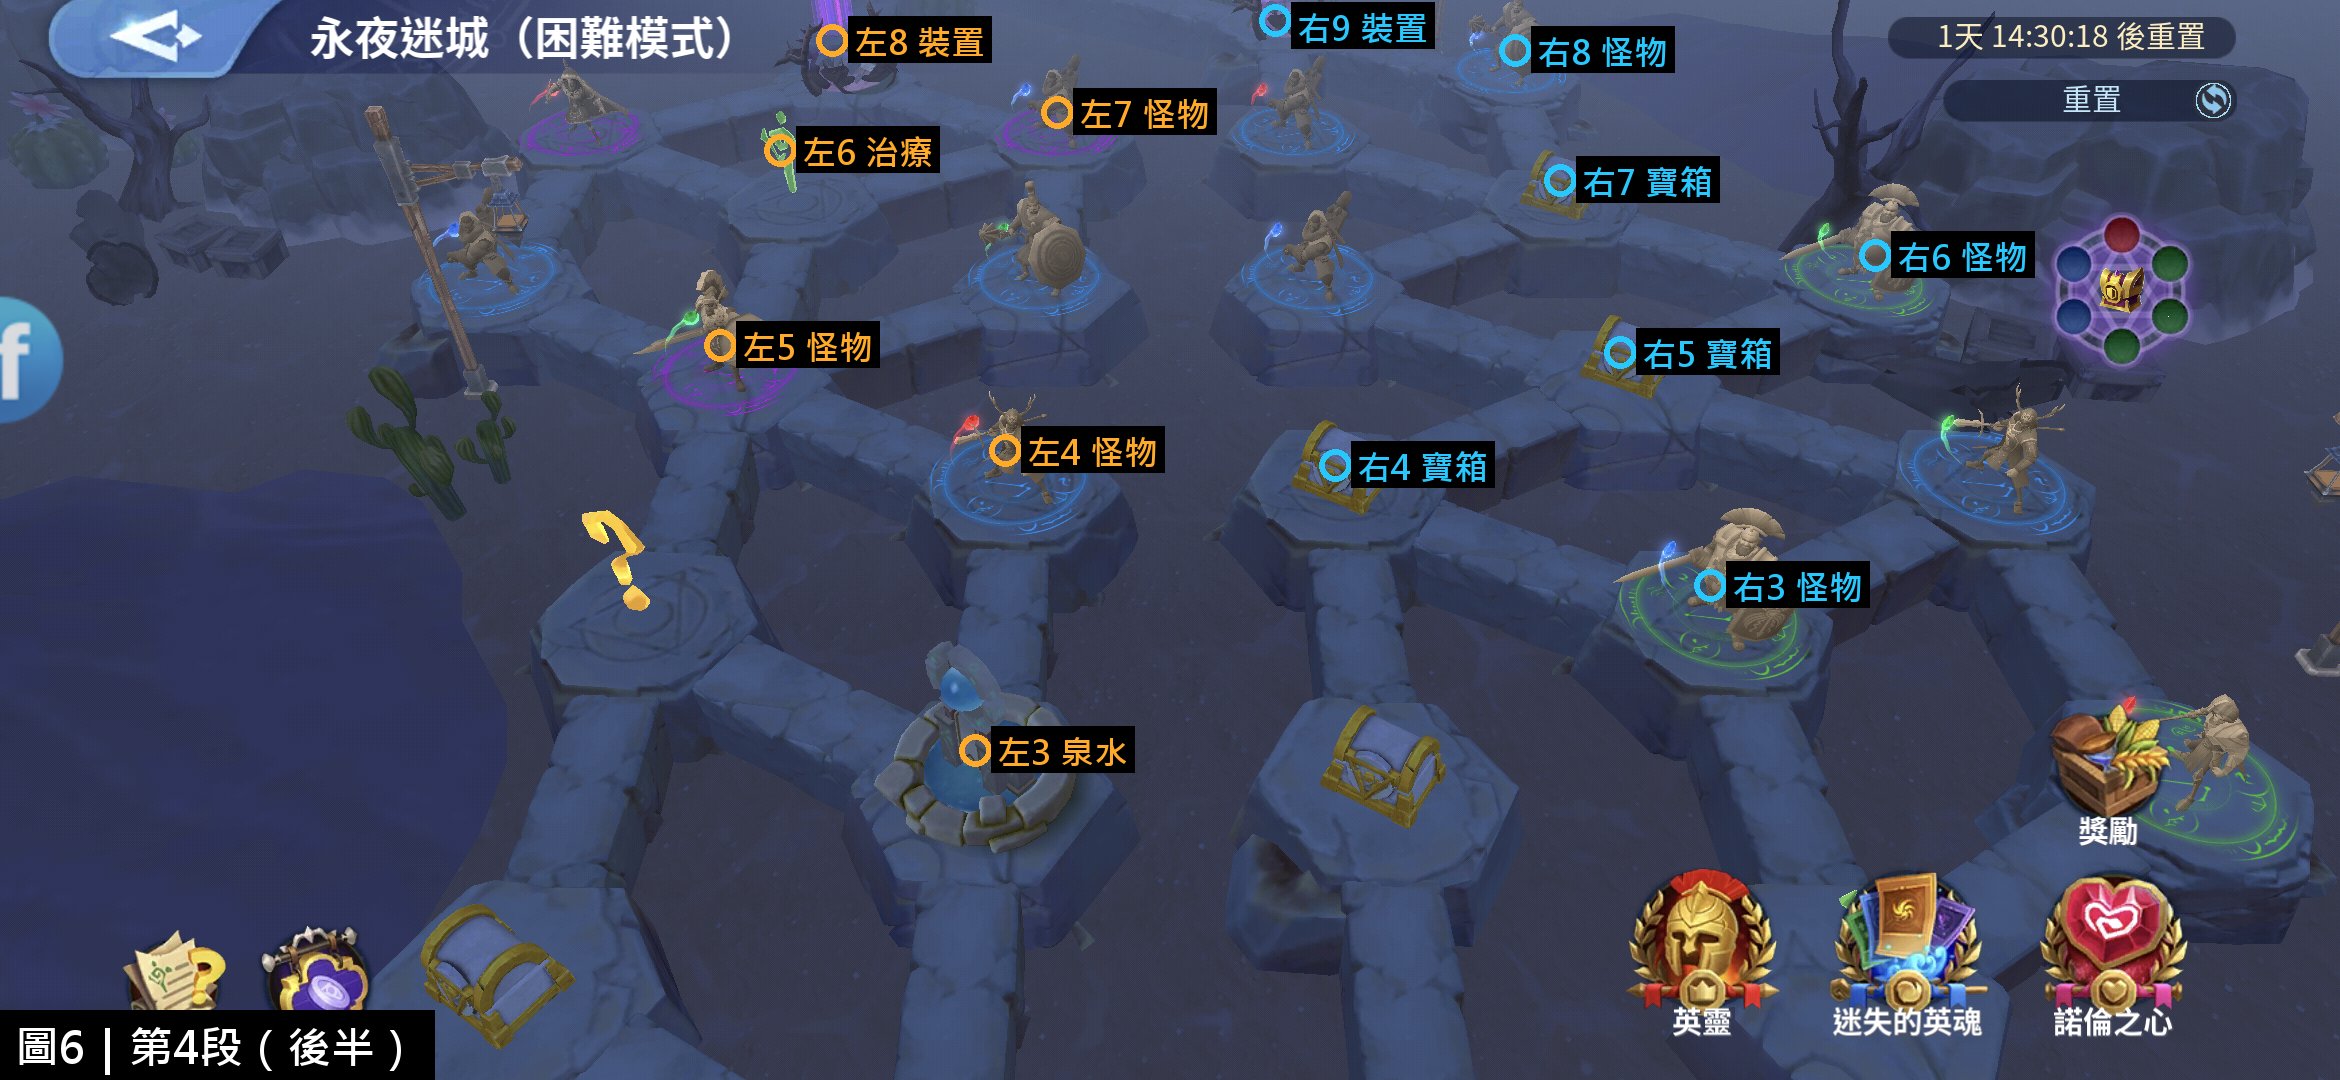 永夜迷城（困難模式）
左8 裝置
右9 裝置
右8 怪物
1天 14:30:18 後重置
重置
左7 怪物
左6 治療
右7 寶箱
右6 怪物
左5 怪物
右5 寶箱
f
左4 怪物
右4 寶箱
右3 怪物
左3 泉水
獎勵
英靈
迷失的英魂
諾倫之心
圖6 | 第4段（後半）